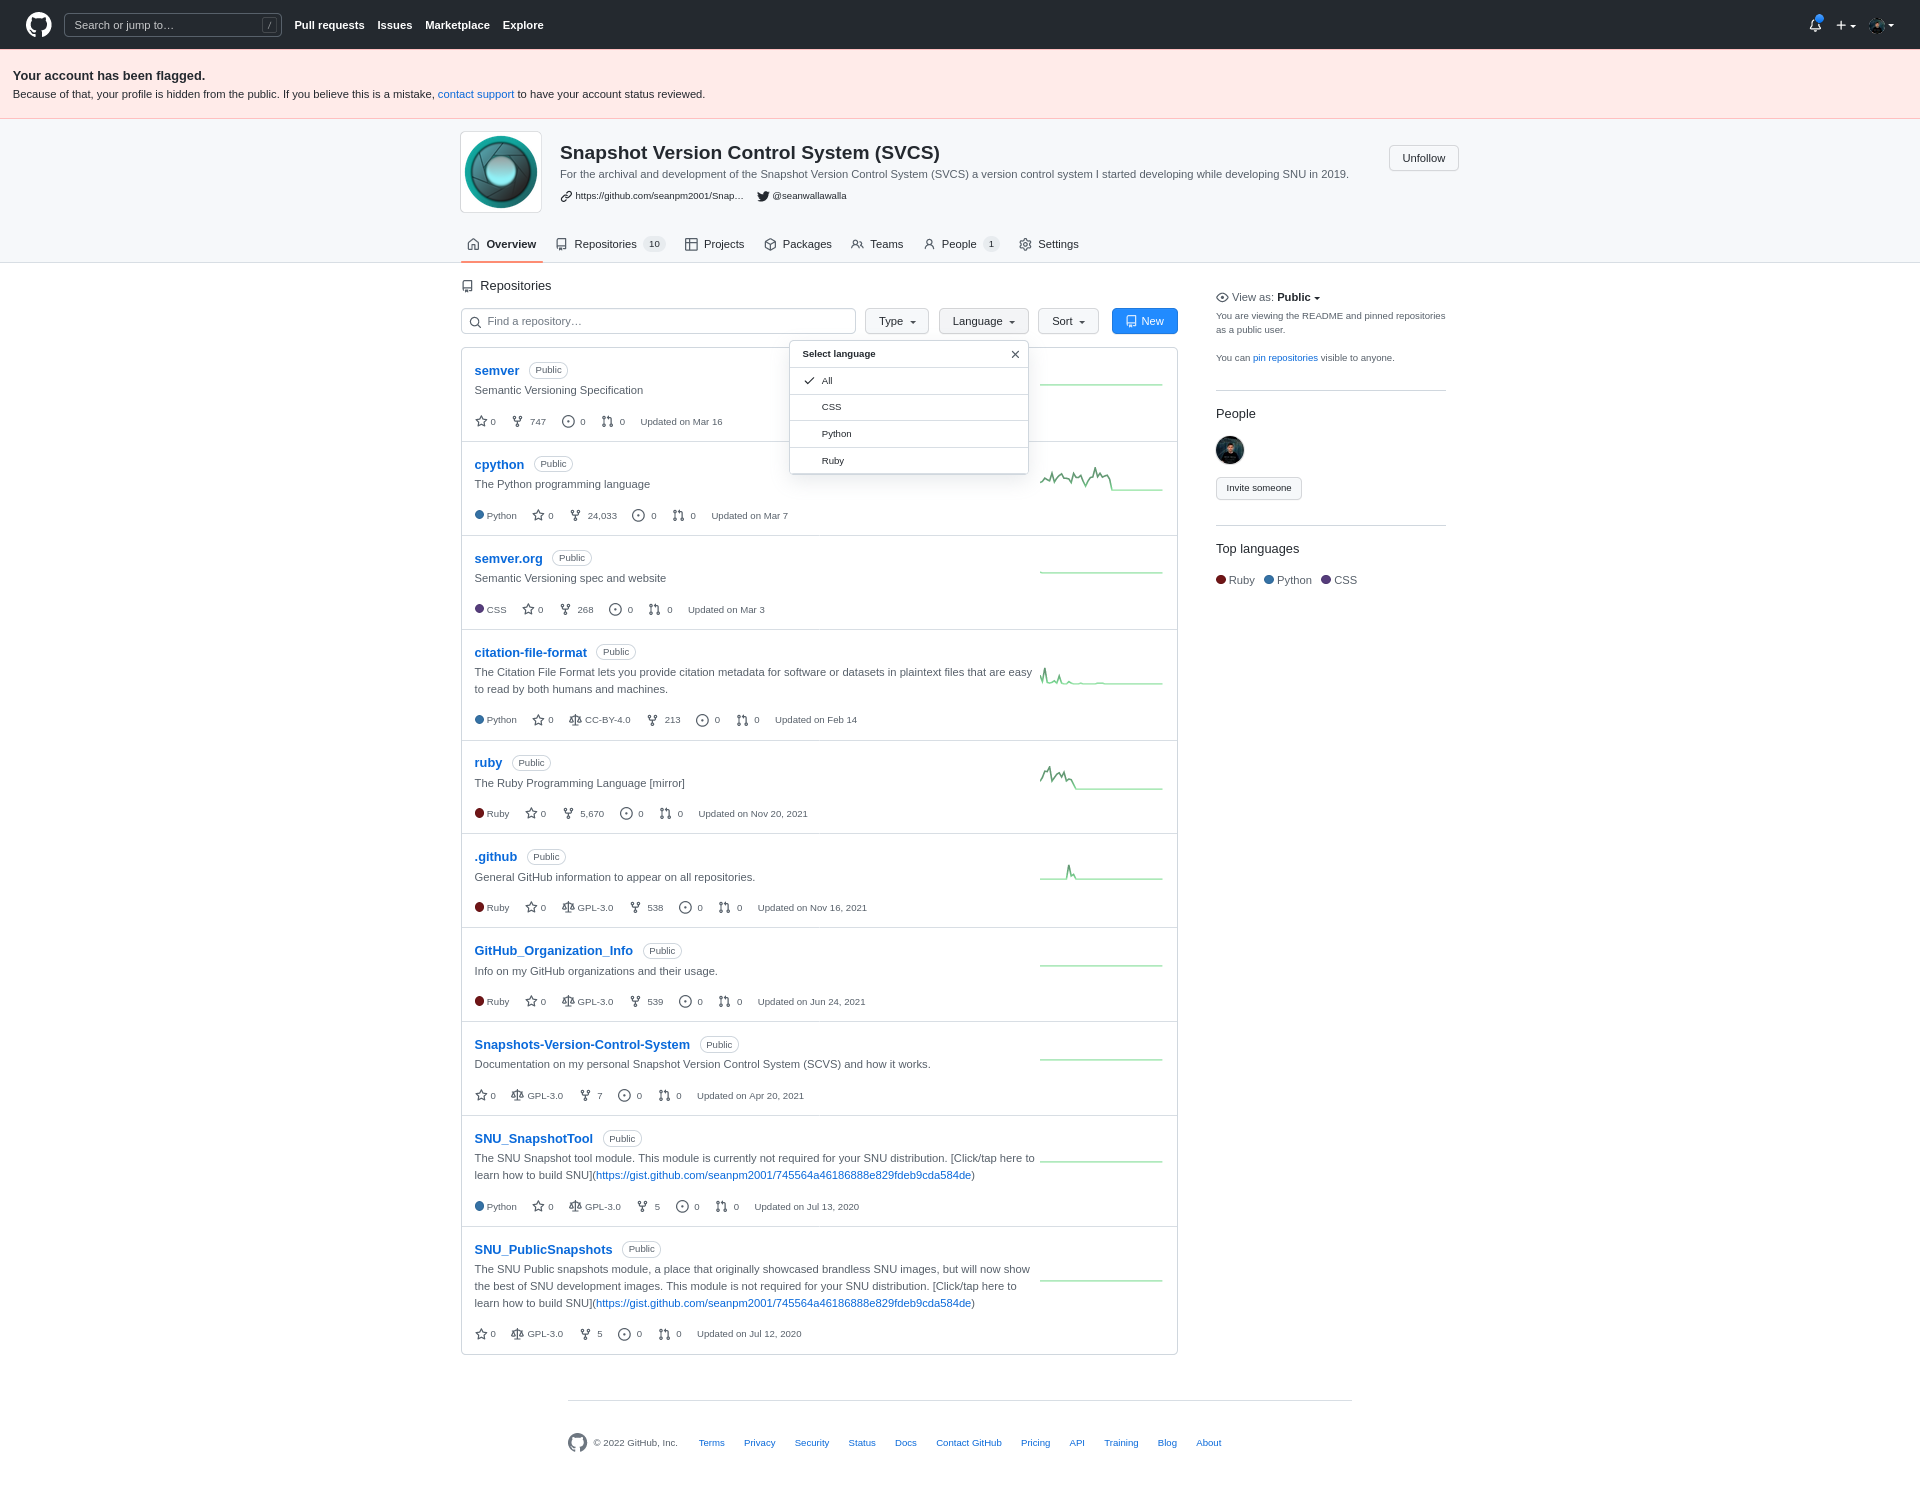 Search or jump to… /
Pull requests Issues Marketplace Explore
Your account has been flagged.
Because of that, your profile is hidden from the public. If you believe this is a mistake, contact support to have your account status reviewed.
Snapshot Version Control System (SVCS)
For the archival and development of the Snapshot Version Control System (SVCS) a version control system I started developing while developing SNU in 2019.
https://github.com/seanpm2001/Snap… @seanwallawalla
Unfollow
Overview Repositories 10 Projects Packages Teams People 1 Settings
Repositories
Find a repository… Type Language Sort New
Select language
All
CSS
Python
Ruby
semver Public
Semantic Versioning Specification
0 747 0 0 Updated on Mar 16
cpython Public
The Python programming language
Python 0 24,033 0 0 Updated on Mar 7
semver.org Public
Semantic Versioning spec and website
CSS 0 268 0 0 Updated on Mar 3
citation-file-format Public
The Citation File Format lets you provide citation metadata for software or datasets in plaintext files that are easy
to read by both humans and machines.
Python 0 CC-BY-4.0 213 0 0 Updated on Feb 14
ruby Public
The Ruby Programming Language [mirror]
Ruby 0 5,670 0 0 Updated on Nov 20, 2021
.github Public
General GitHub information to appear on all repositories.
Ruby 0 GPL-3.0 538 0 0 Updated on Nov 16, 2021
GitHub_Organization_Info Public
Info on my GitHub organizations and their usage.
Ruby 0 GPL-3.0 539 0 0 Updated on Jun 24, 2021
Snapshots-Version-Control-System Public
Documentation on my personal Snapshot Version Control System (SCVS) and how it works.
0 GPL-3.0 7 0 0 Updated on Apr 20, 2021
SNU_SnapshotTool Public
The SNU Snapshot tool module. This module is currently not required for your SNU distribution. [Click/tap here to
learn how to build SNU](https://gist.github.com/seanpm2001/745564a46186888e829fdeb9cda584de)
Python 0 GPL-3.0 5 0 0 Updated on Jul 13, 2020
SNU_PublicSnapshots Public
The SNU Public snapshots module, a place that originally showcased brandless SNU images, but will now show
the best of SNU development images. This module is not required for your SNU distribution. [Click/tap here to
learn how to build SNU](https://gist.github.com/seanpm2001/745564a46186888e829fdeb9cda584de)
0 GPL-3.0 5 0 0 Updated on Jul 12, 2020
View as: Public
You are viewing the README and pinned repositories
as a public user.
You can pin repositories visible to anyone.
People
Invite someone
Top languages
Ruby Python CSS
© 2022 GitHub, Inc. Terms Privacy Security Status Docs Contact GitHub Pricing API Training Blog About